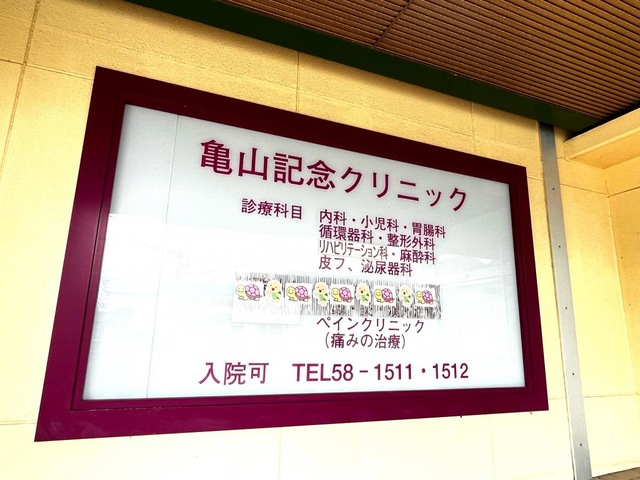 亀山記念クリニック
診療科目 内科・小児科・胃腸科
循環器科・整形外科
リハビリテーション科・麻酔科
皮フ、泌尿器科
ペインクリニック
（痛みの治療）
入院可 TEL58－1511・1512